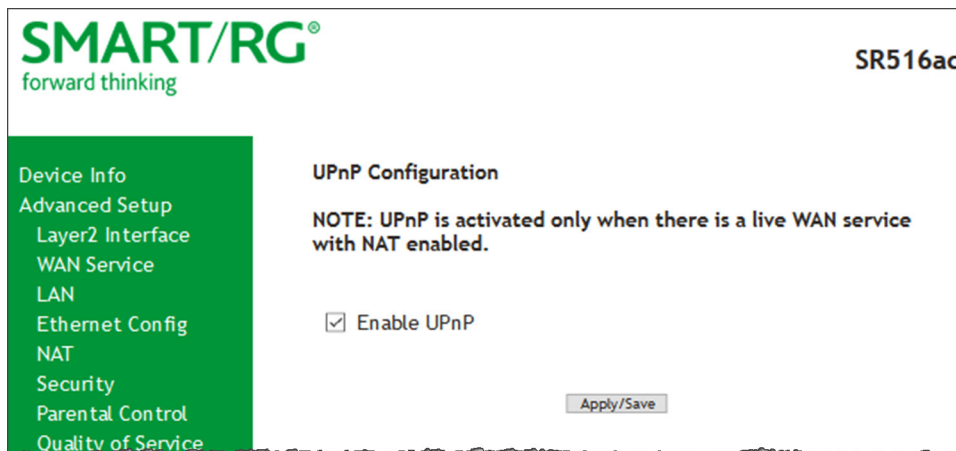 SMART/RG®
forward thinking
SR516ac
Device Info
Advanced Setup
Layer2 Interface
WAN Service
LAN
Ethernet Config
NAT
Security
Parental Control
Quality of Service
UPnP Configuration
NOTE: UPnP is activated only when there is a live WAN service
with NAT enabled.
Enable UPnP
Apply/Save